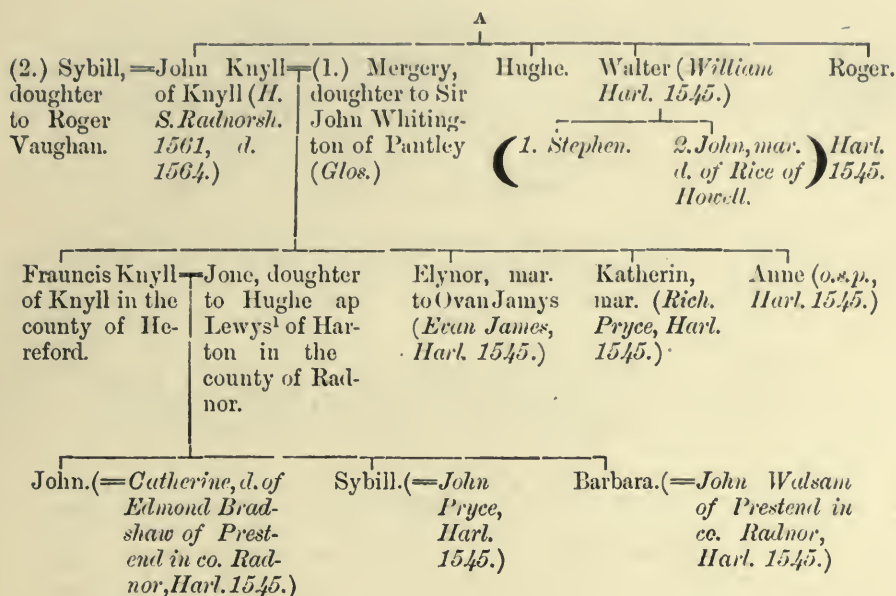 A
(2.) Sybill,
doughter
to Roger
Vaughan.
=John Knyll=
of Knyll (H.
S. Radnorsh.
1561, d.
1564.)
(1.) Mergery,
doughter to Sir
John Whiting-
ton of Pantley
(Glos.)
Hughe.
Walter (William
Harl. 1545.)
Roger.
(1. Stephen.
2. John, mar.
d. of Rice of
Howell.)
Harl.
1545.
Frauncis Knyll=
of Knyll in the
county of He-
reford.
Jone, doughter
to Hughe ap
Lewys¹ of Har-
ton in the
county of Rad-
nor.
Elynor, mar.
to Ovan Jamys
(Evan James,
Harl. 1545.)
Katherin,
mar. (Rich.
Pryce, Harl.
1545.)
Anne (o.s.p.,
Harl. 1545.)
John.(=Catherine, d. of
Edmond Brad-
shaw of Prest-
end in co. Rad-
nor, Harl. 1545.)
Sybill.(=John
Pryce,
Harl.
1545.)
Barbara.(=John Walsam
of Prestend in
co. Radnor,
Harl. 1545.)